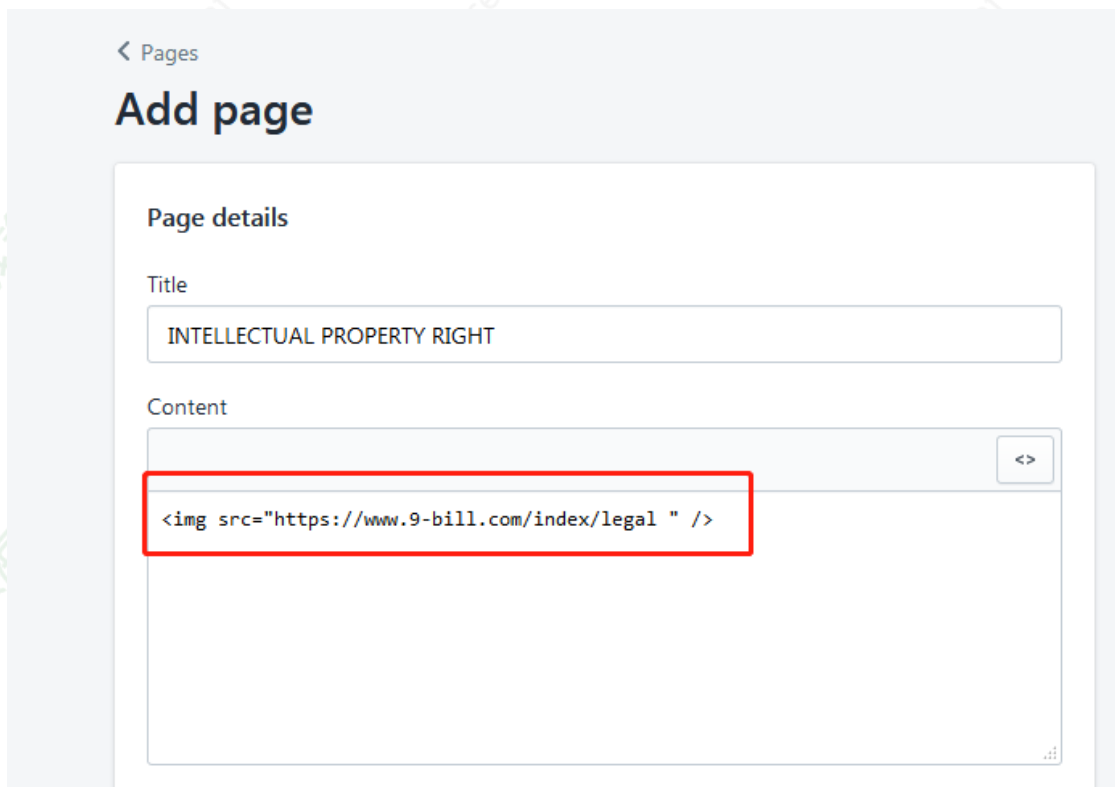 Pages
Add page
Page details
Title
INTELLECTUAL PROPERTY RIGHT
Content
<>
<img src="https://www.9-bill.com/index/legal " />